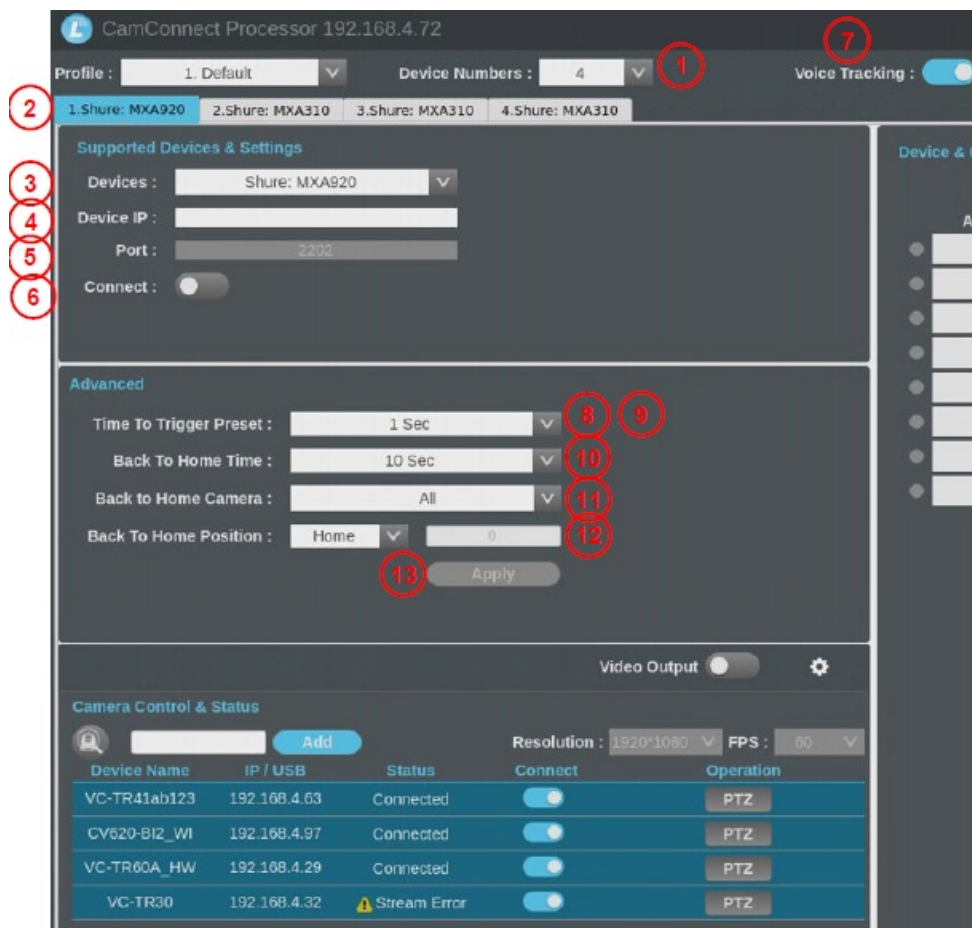 L CamConnect Processor 192.168.4.72
Profile : 1. Default Device Numbers : 4 1 Voice Tracking : 7
2 1.Shure: MXA920 2.Shure: MXA310 3.Shure: MXA310 4.Shure: MXA310
Supported Devices & Settings
3 Devices : Shure: MXA920
4 Device IP :
5 Port : 2202
6 Connect :
Advanced
Time To Trigger Preset : 1 Sec 8 9
Back To Home Time : 10 Sec 10
Back to Home Camera : All 11
Back To Home Position : Home 0 12
13 Apply
Video Output
Camera Control & Status
Add Resolution : 1920*1080 FPS : 60
Device Name IP / USB Status Connect Operation
VC-TR41ab123 192.168.4.63 Connected PTZ
CV620-BI2_WI 192.168.4.97 Connected PTZ
VC-TR60A_HW 192.168.4.29 Connected PTZ
VC-TR30 192.168.4.32 Stream Error PTZ
Device &
A